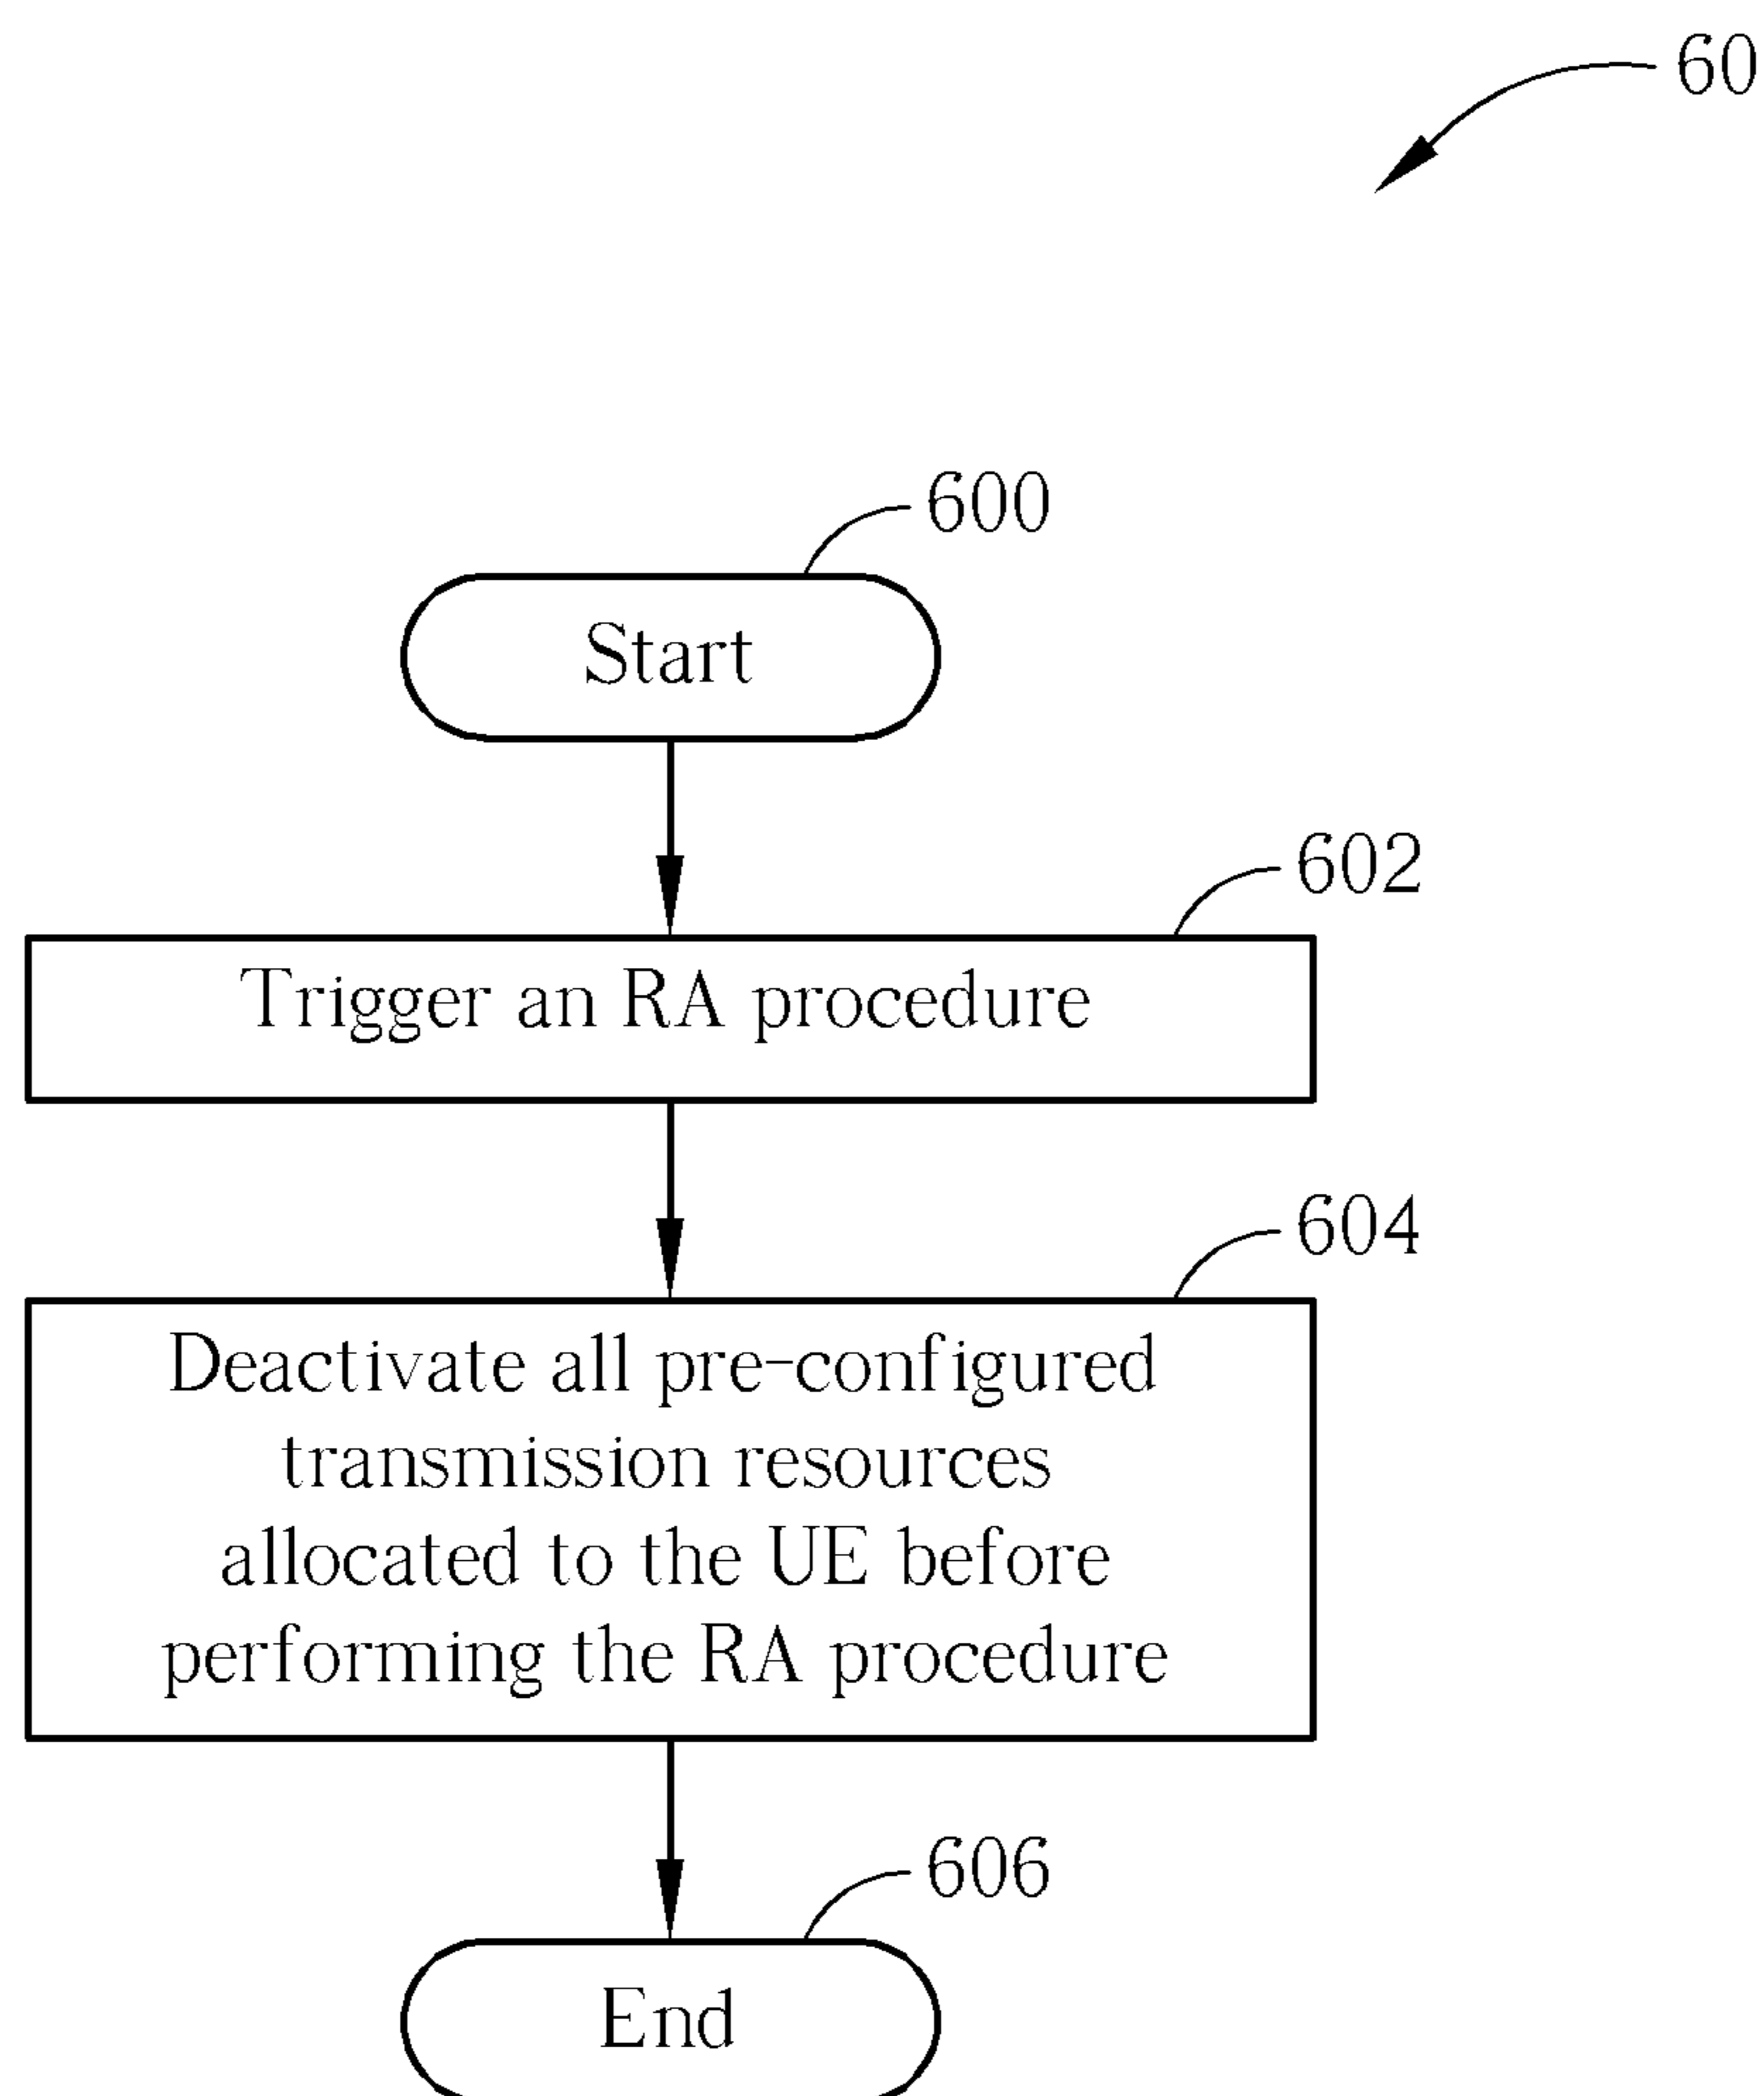 60
600
Start
602
Trigger an RA procedure
604
Deactivate all pre-configured
transmission resources
allocated to the UE before
performing the RA procedure
606
End